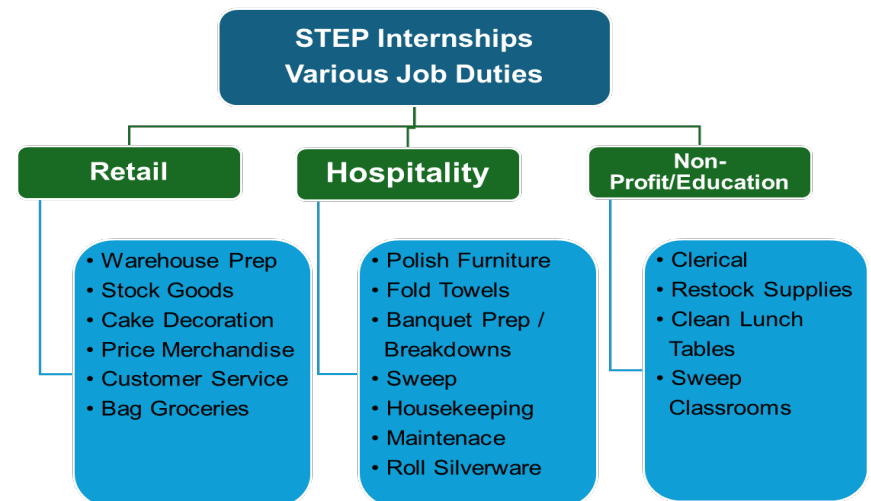 STEP Internships
Various Job Duties
Retail
• Warehouse Prep
• Stock Goods
• Cake Decoration
• Price Merchandise
• Customer Service
• Bag Groceries
Hospitality
• Polish Furniture
• Fold Towels
• Banquet Prep /
Breakdowns
• Sweep
• Housekeeping
• Maintenace
• Roll Silverware
Non-
Profit/Education
• Clerical
• Restock Supplies
• Clean Lunch
Tables
• Sweep
Classrooms